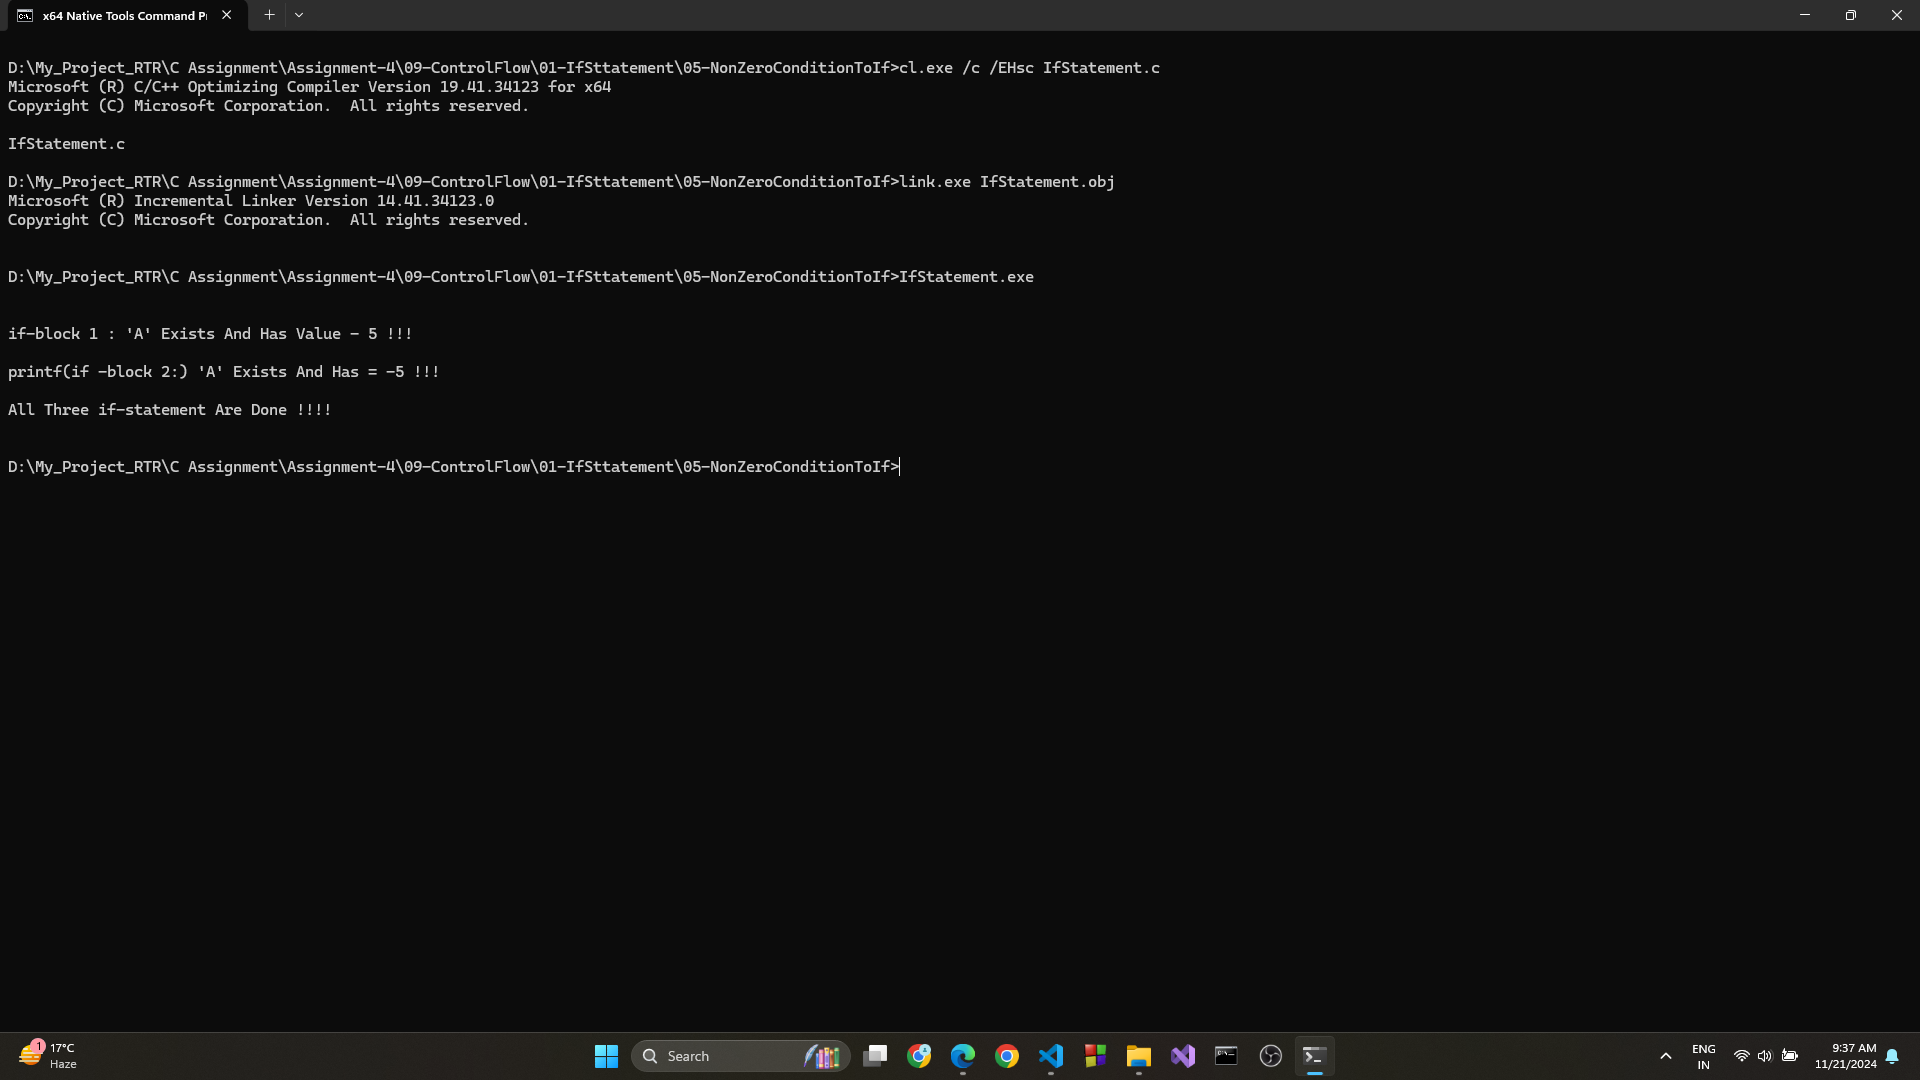 x64 Native Tools Command P
D:\My_Project_RTR\C Assignment\Assignment-4\09-ControlFlow\01-IfSttatement\05-NonZeroConditionToIf>cl.exe /c /EHsc IfStatement.c
Microsoft (R) C/C++ Optimizing Compiler Version 19.41.34123 for x64
Copyright (C) Microsoft Corporation.  All rights reserved.
IfStatement.c
D:\My_Project_RTR\C Assignment\Assignment-4\09-ControlFlow\01-IfSttatement\05-NonZeroConditionToIf>link.exe IfStatement.obj
Microsoft (R) Incremental Linker Version 14.41.34123.0
Copyright (C) Microsoft Corporation.  All rights reserved.
D:\My_Project_RTR\C Assignment\Assignment-4\09-ControlFlow\01-IfSttatement\05-NonZeroConditionToIf>IfStatement.exe
if-block 1 : 'A' Exists And Has Value - 5 !!!
printf(if -block 2:) 'A' Exists And Has = -5 !!!
All Three if-statement Are Done !!!!
D:\My_Project_RTR\C Assignment\Assignment-4\09-ControlFlow\01-IfSttatement\05-NonZeroConditionToIf>
1
17°C
Haze
Search
ENG
IN
9:37 AM
11/21/2024